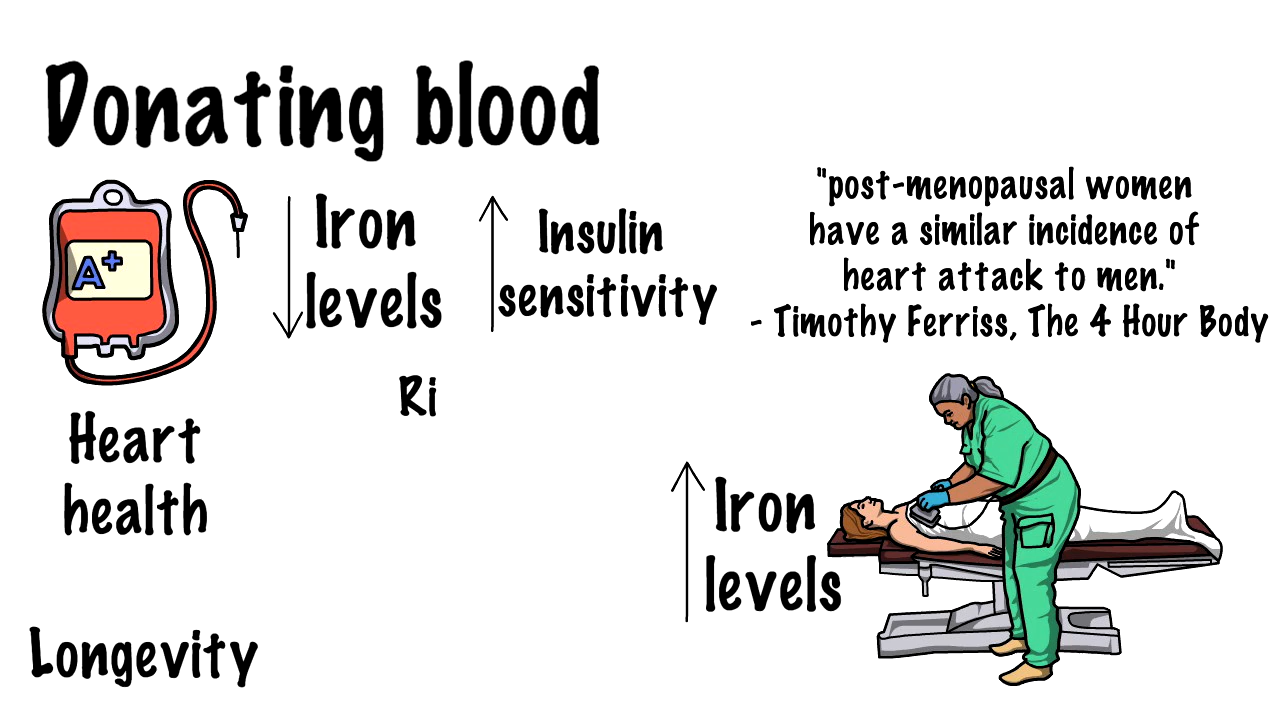 Donating blood
A+
Iron
levels
Insulin
sensitivity
"post-menopausal women
have a similar incidence of
heart attack to men."
- Timothy Ferriss, The 4 Hour Body
Ri
Heart
health
Iron
levels
Longevity